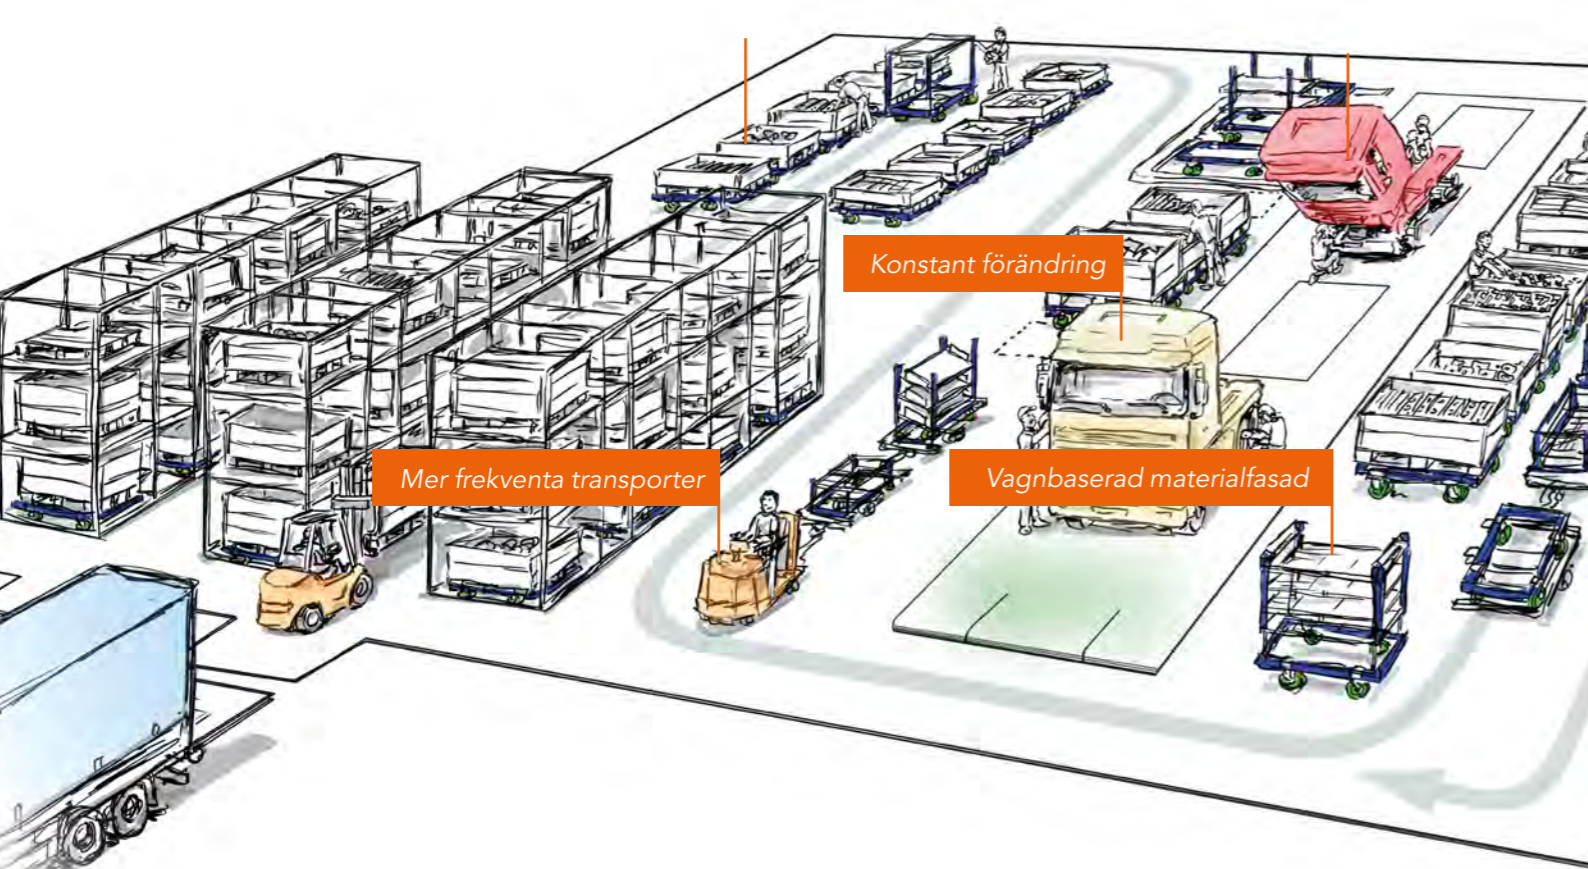 Konstant förändring
Mer frekventa transporter
Vagnbaserad materialfasad